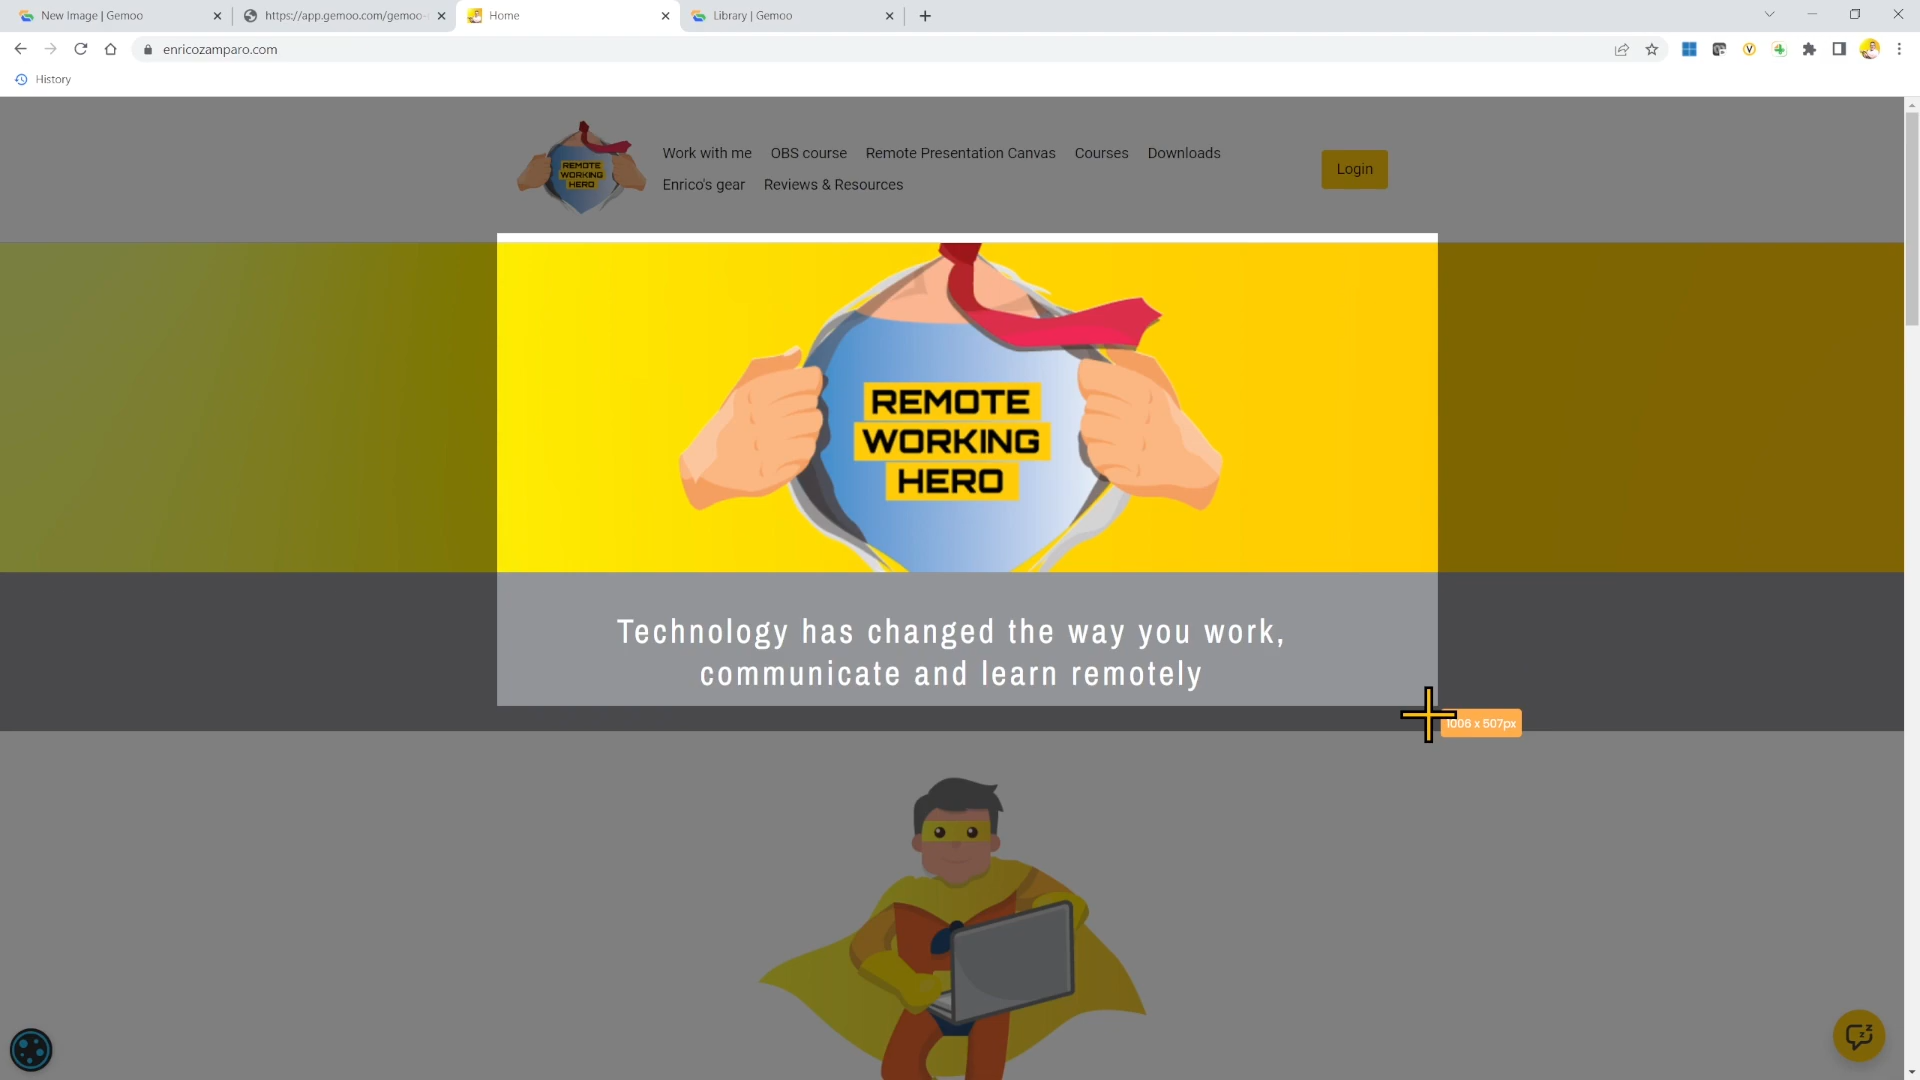 New Image | Gemoo
https://app.gemoo.com/gemoo-
Home
Library | Gemoo
enricozamparo.com
History
REMOTE
WORKING
HERO
Work with me
OBS course
Remote Presentation Canvas
Courses
Downloads
Enrico's gear
Reviews & Resources
Login
REMOTE
WORKING
HERO
Technology has changed the way you work,
communicate and learn remotely
1006 x 507px